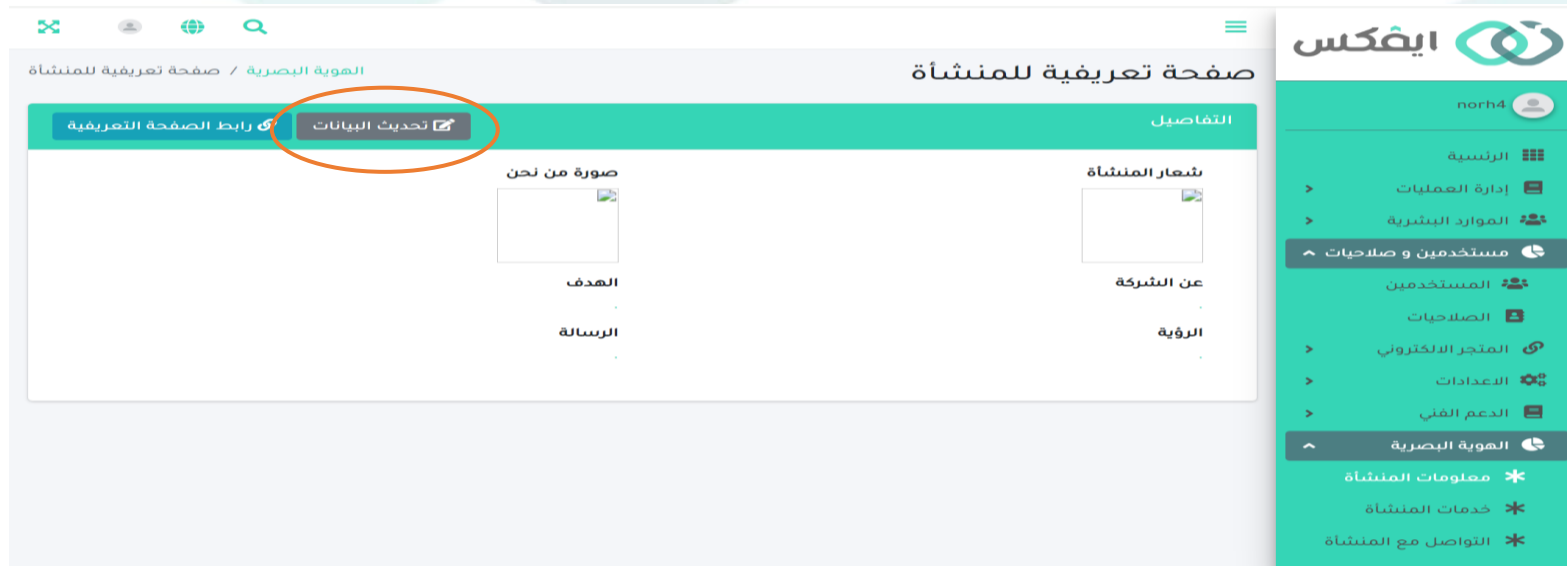 ايفكس
norh4
الرئسية
إدارة العمليات
الموارد البشرية
مستخدمين و صلاحيات
المستخدمين
الصلاحيات
المتجر الالكتروني
الاعدادات
الدعم الفني
الهوية البصرية
معلومات المنشأة
خدمات المنشأة
التواصل مع المنشأة
صفحة تعريفية للمنشأة
الهوية البصرية / صفحة تعريفية للمنشأة
التفاصيل
تحديث البيانات
رابط الصفحة التعريفية
شعار المنشأة
صورة من نحن
عن الشركة
.
الهدف
.
الرؤية
.
الرسالة
.